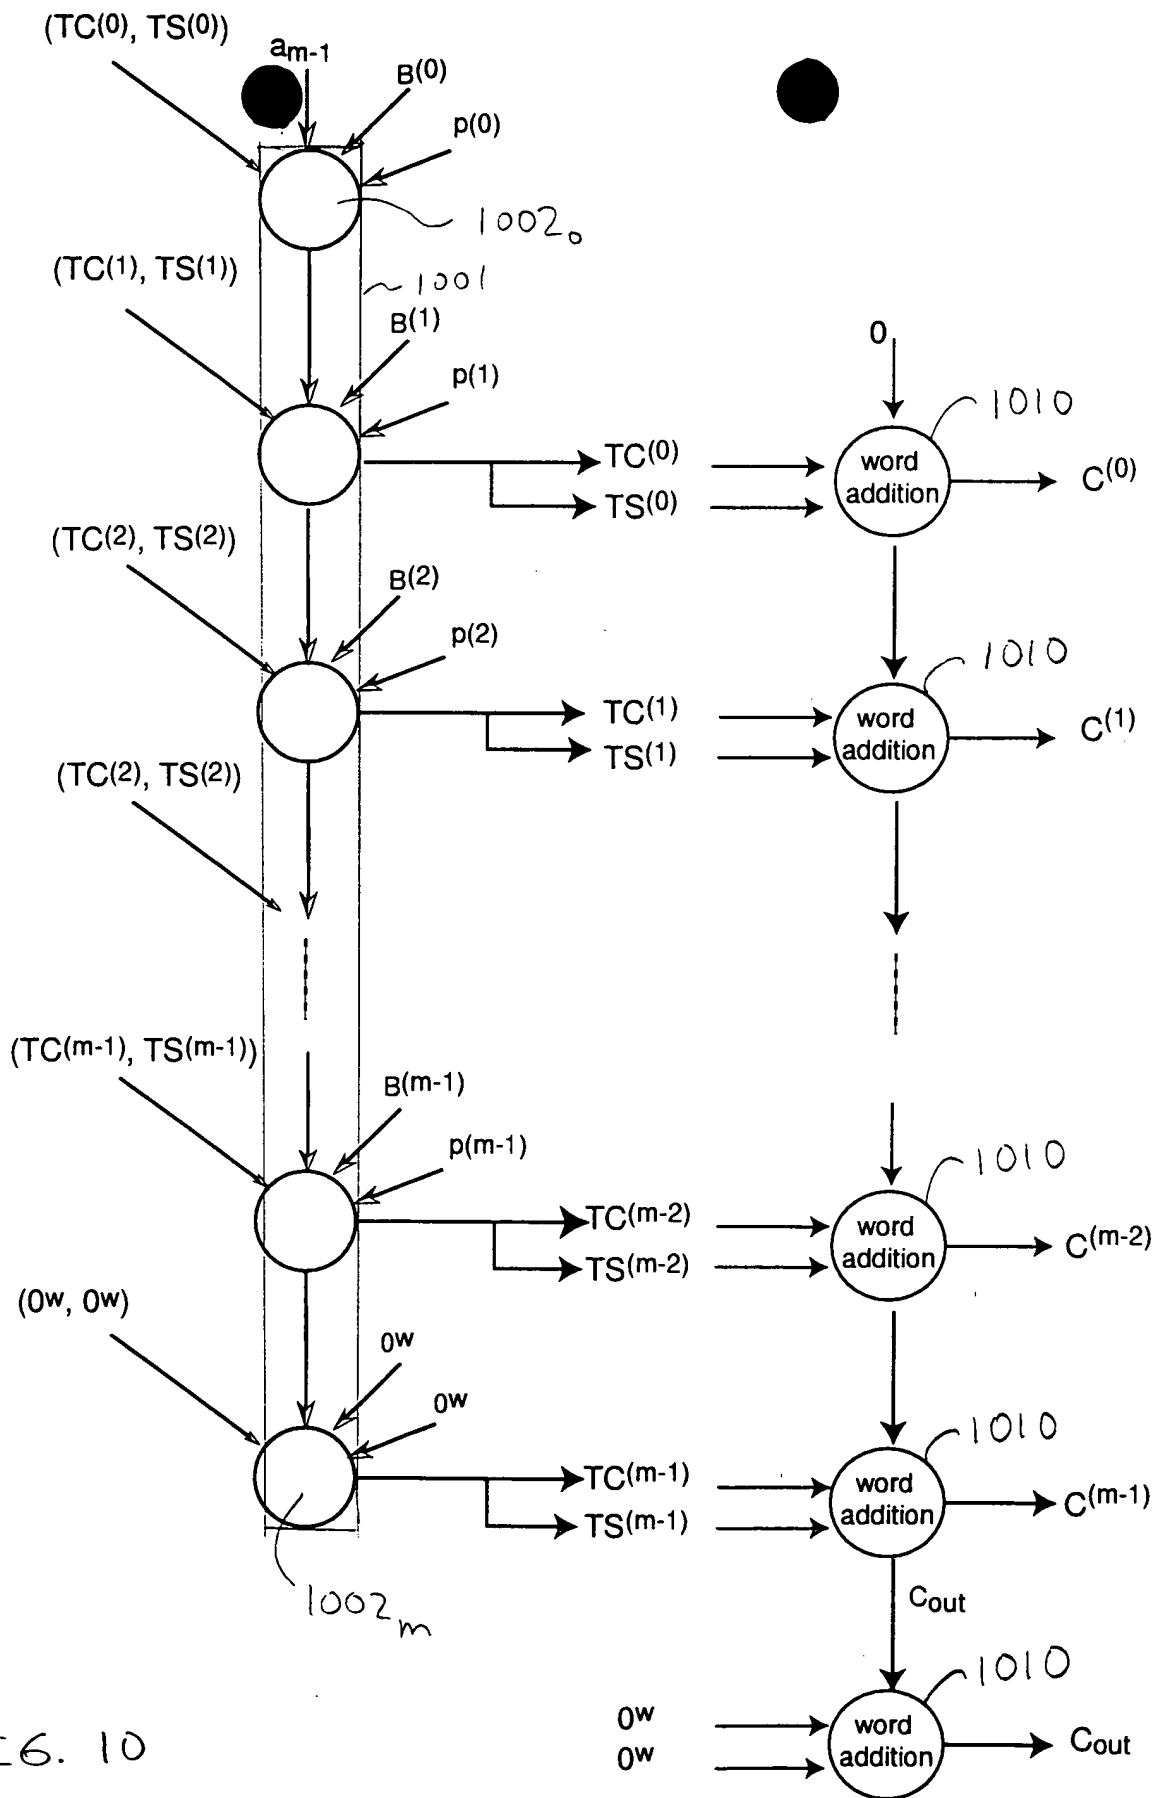 (TC(0), TS(0))
am-1
B(0)
p(0)
1002₀
(TC(1), TS(1))
1001
B(1)
p(1)
0
1010
TC(0)
TS(0)
word
addition
C(0)
(TC(2), TS(2))
B(2)
p(2)
1010
TC(1)
TS(1)
word
addition
C(1)
(TC(2), TS(2))
(TC(m-1), TS(m-1))
B(m-1)
p(m-1)
1010
TC(m-2)
TS(m-2)
word
addition
C(m-2)
(0w, 0w)
0w
0w
1010
TC(m-1)
TS(m-1)
word
addition
C(m-1)
1002m
Cout
1010
0w
0w
word
addition
Cout
IG. 10